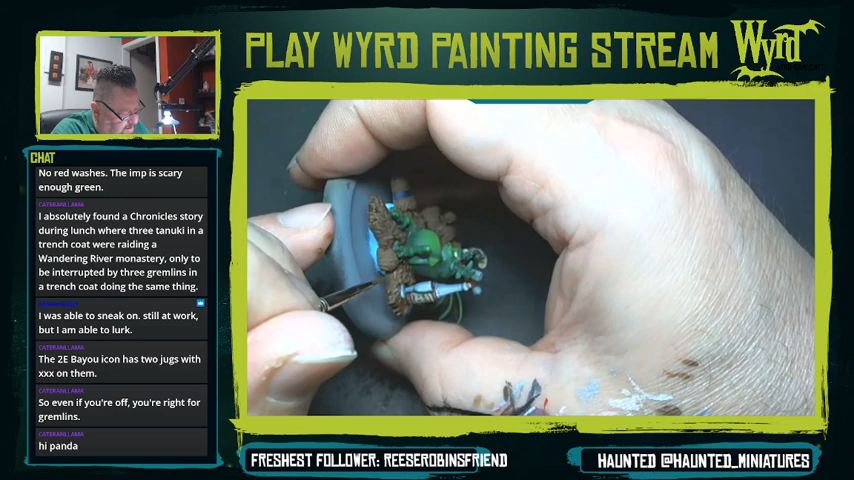 PLAY WYRD PAINTING STREAM
Wyrd
CHAT
No red washes. The imp is scary
enough green.
CATERANLLAMA
I absolutely found a Chronicles story
during lunch where three tanuki in a
trench coat were raiding a
Wandering River monastery, only to
be interrupted by three gremlins in
a trench coat doing the same thing.
I was able to sneak on. still at work,
but I am able to lurk.
CATERANLLAMA
The 2E Bayou icon has two jugs with
xxx on them.
CATERANLLAMA
So even if you're off, you're right for
gremlins.
CATERANLLAMA
hi panda
FRESHEST FOLLOWER: REESEROBINSFRIEND
HAUNTED @HAUNTED_MINIATURES